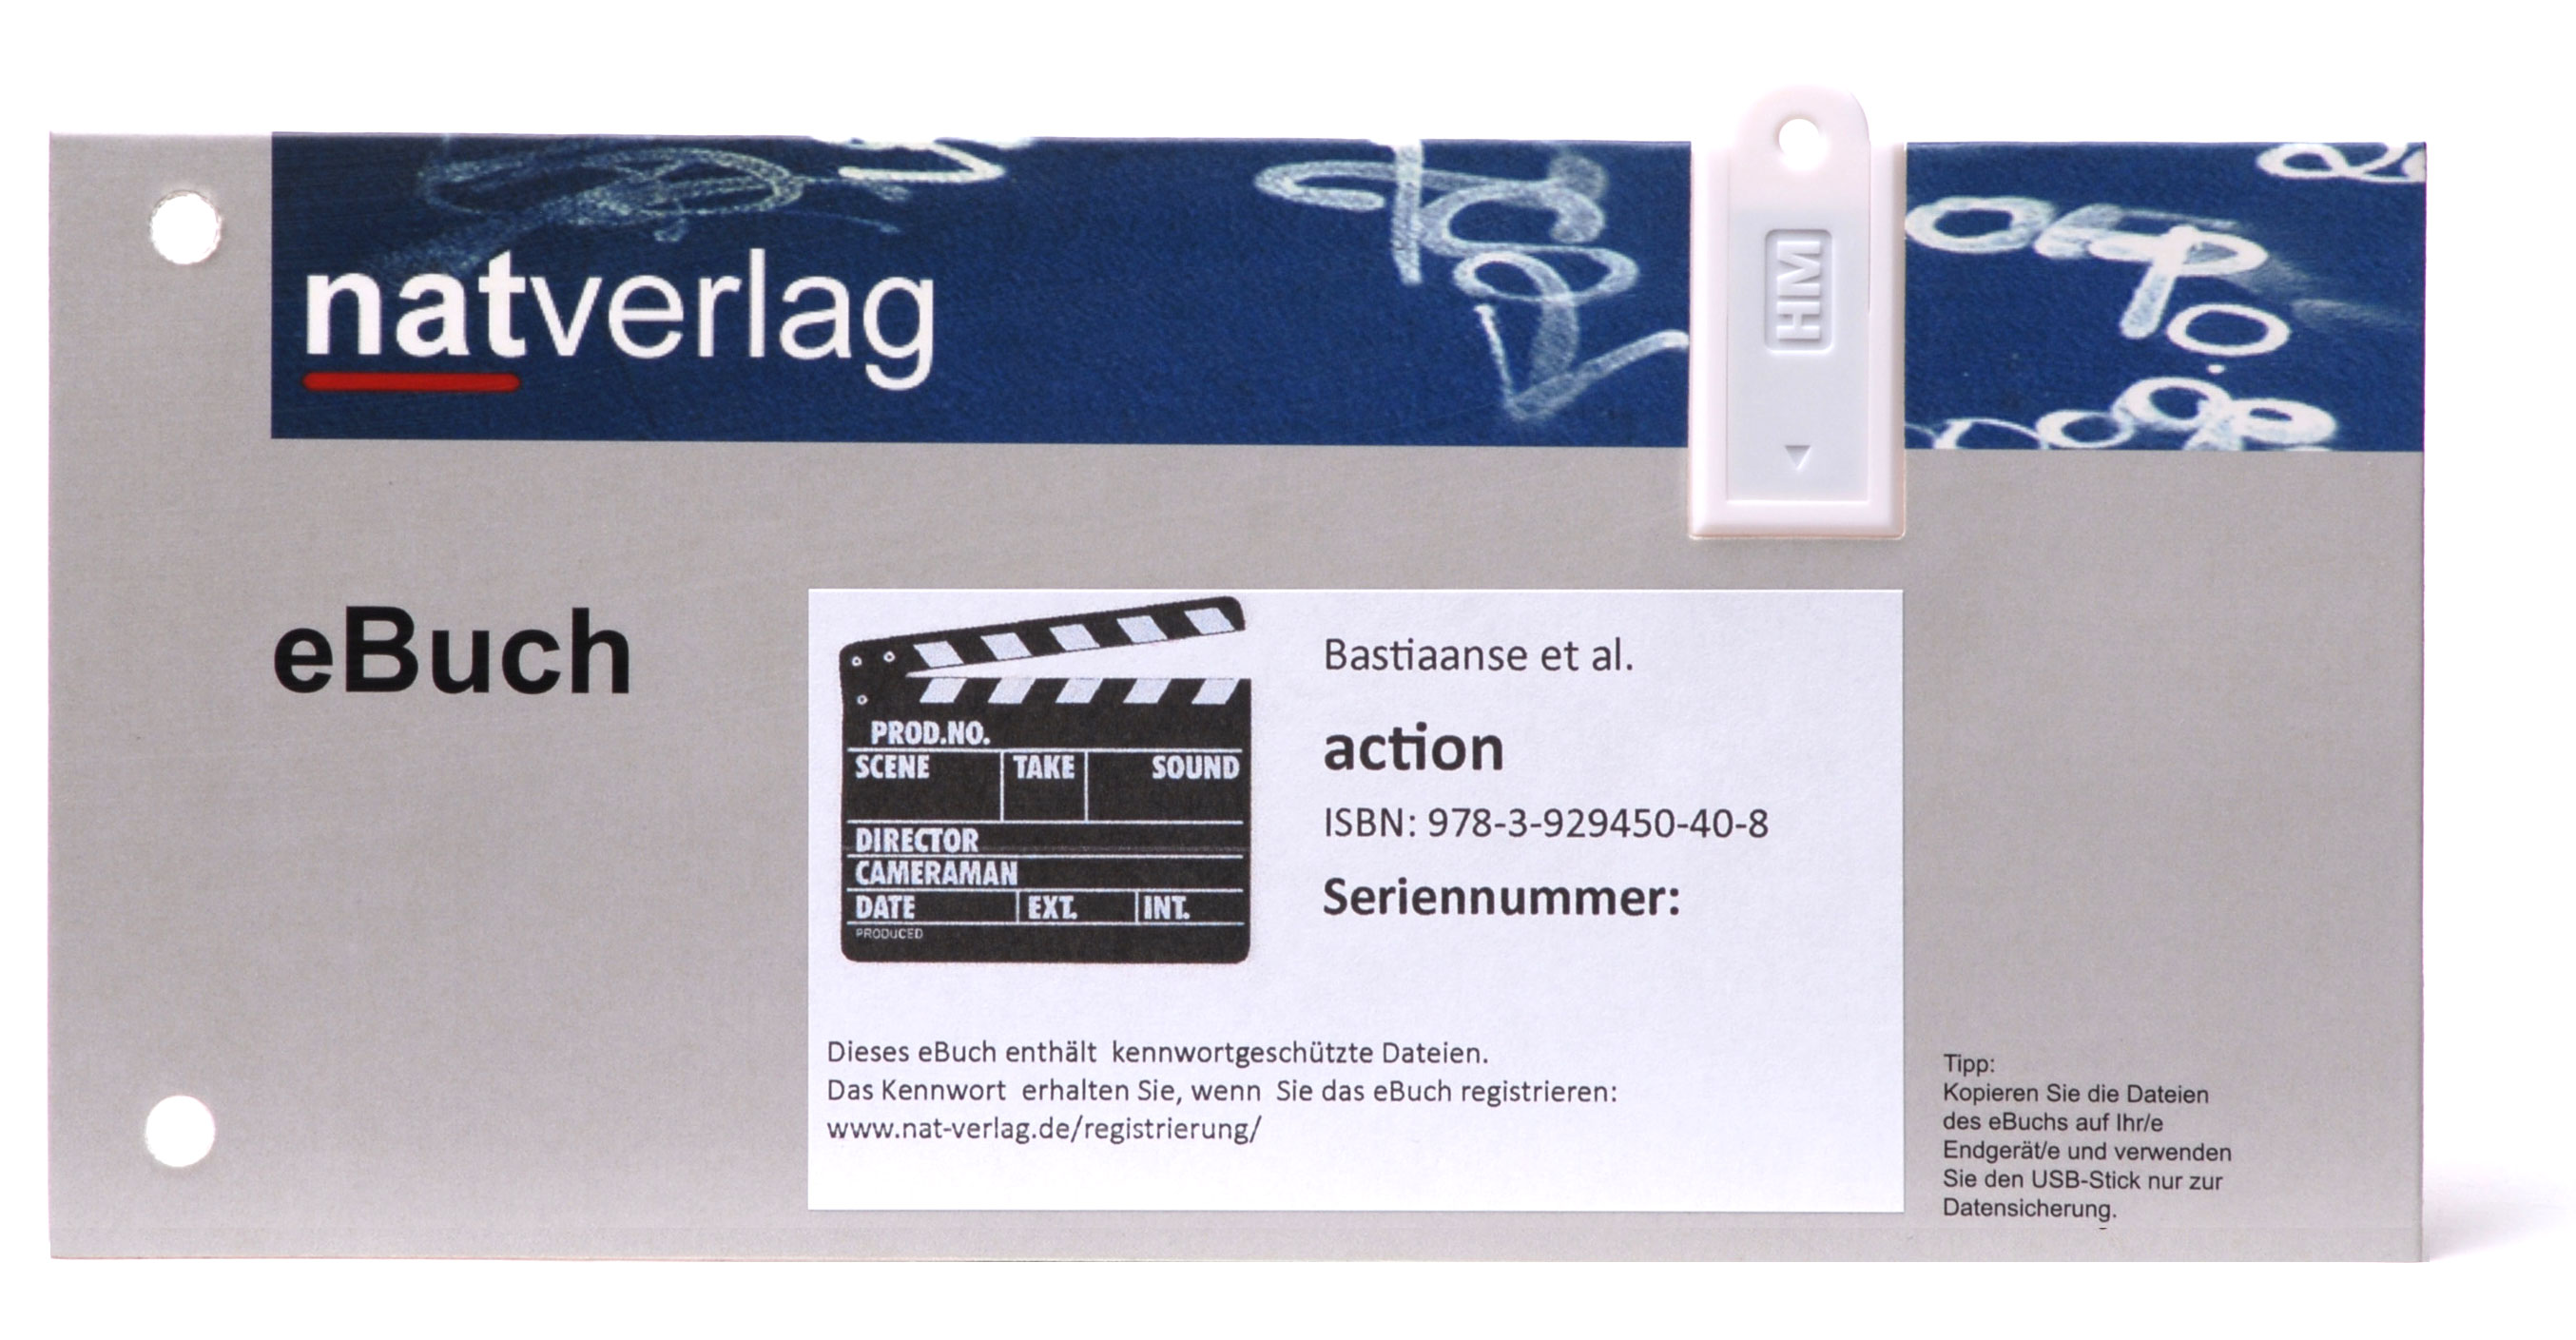 natverlag
HM
eBuch
PROD.NO.
SCENE TAKE SOUND
DIRECTOR
CAMERAMAN
DATE EXT. INT.
PRODUCED
Bastiaanse et al.
action
ISBN: 978-3-929450-40-8
Seriennummer:
Dieses eBuch enthält kennwortgeschützte Dateien.
Das Kennwort erhalten Sie, wenn Sie das eBuch registrieren:
www.nat-verlag.de/registrierung/
Tipp:
Kopieren Sie die Dateien
des eBuchs auf Ihr/e
Endgerät/e und verwenden
Sie den USB-Stick nur zur
Datensicherung.